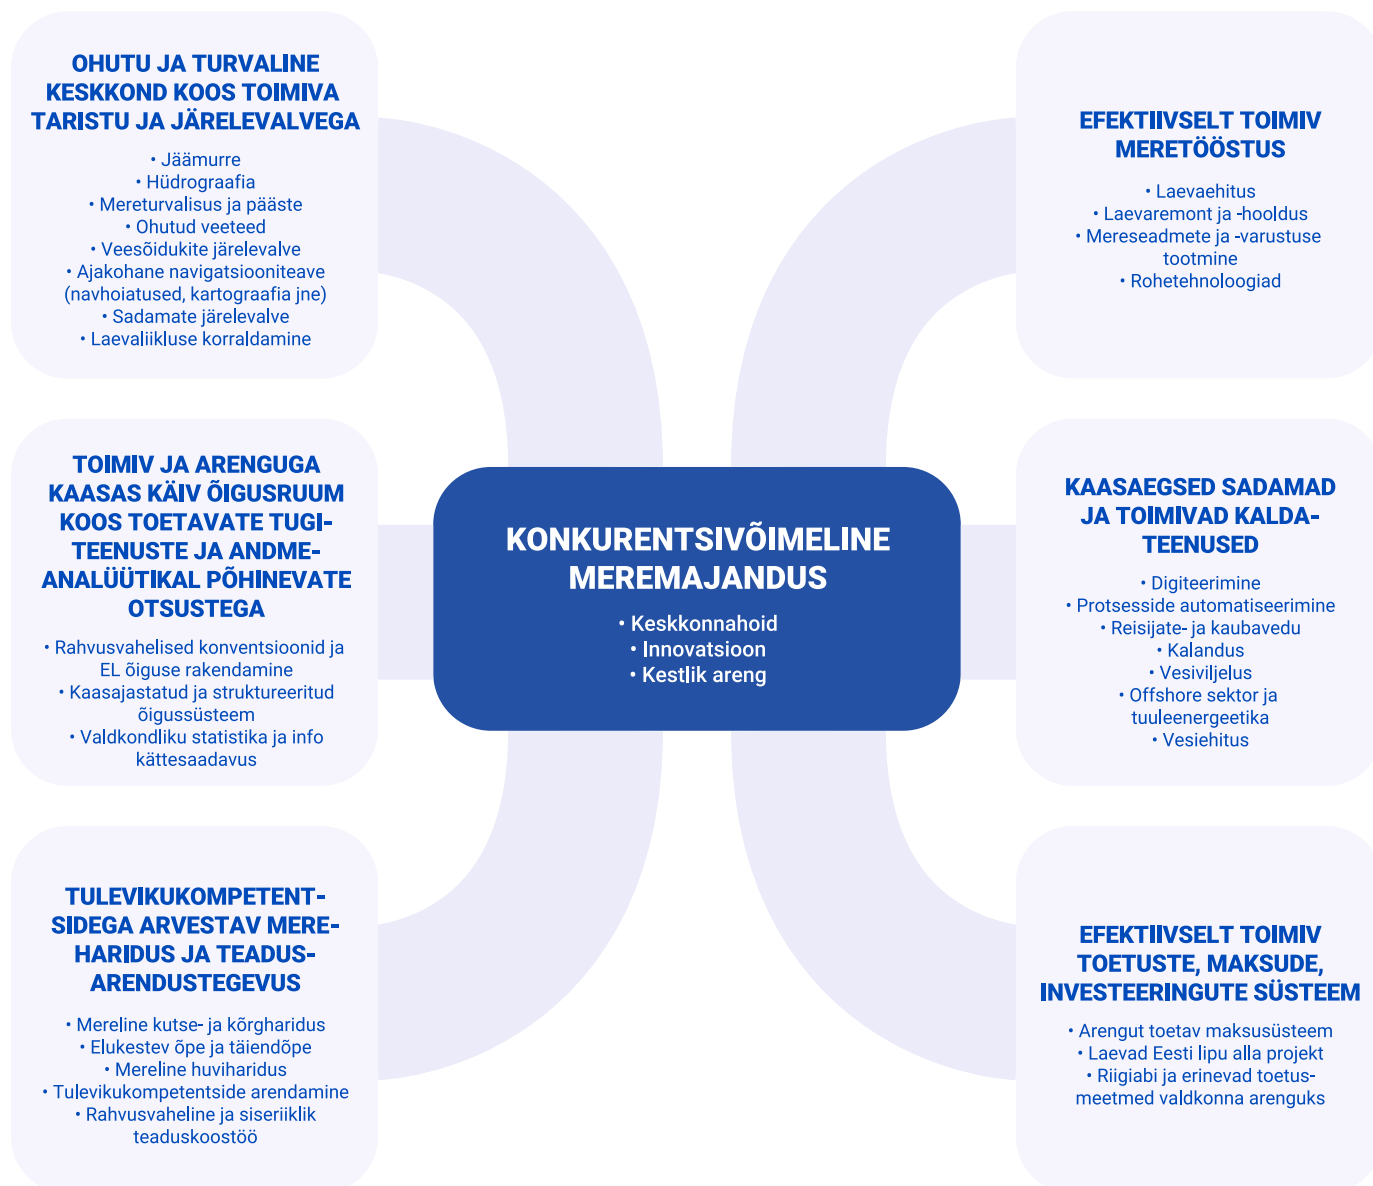 OHUTU JA TURVALINE
KESKKOND KOOS TOIMIVA
TARISTU JA JÄRELEVALVEGA
• Jäämurre
• Hüdrograafia
• Mereturvalisus ja pääste
• Ohutud veeteed
• Veesõidukite järelevalve
• Ajakohane navigatsiooniteave
(navhoiatused, kartograafia jne)
• Sadamate järelevalve
• Laevaliikluse korraldamine
TOIMIV JA ARENGUGA
KAASAS KÄIV ÕIGUSRUUM
KOOS TOETAVATE TUGI-
TEENUSTE JA ANDME-
ANALÜÜTIKAL PÕHINEVATE
OTSUSTEGA
• Rahvusvahelised konventsioonid ja
EL õiguse rakendamine
• Kaasajastatud ja struktureeritud
õigussüsteem
• Valdkondliku statistika ja info
kättesaadavus
TULEVIKUKOMPETENT-
SIDEGA ARVESTAV MERE-
HARIDUS JA TEADUS-
ARENDUSTEGEVUS
• Mereline kutse- ja kõrgharidus
• Elukestev õpe ja täiendõpe
• Mereline huviharidus
• Tulevikukompetentside arendamine
• Rahvusvaheline ja siseriiklik
teaduskoostöö
KONKURENTSIVÕIMELINE
MEREMAJANDUS
• Keskkonnahoid
• Innovatsioon
• Kestlik areng
EFEKTIIVSELT TOIMIV
MERETÖÖSTUS
• Laevaehitus
• Laevaremont ja -hooldus
• Mereseadmete ja -varustuse
tootmine
• Rohetehnoloogiad
KAASAEGSED SADAMAD
JA TOIMIVAD KALDA-
TEENUSED
• Digiteerimine
• Protsesside automatiseerimine
• Reisijate- ja kaubavedu
• Kalandus
• Vesiviljelus
• Offshore sektor ja
tuuleenergeetika
• Vesiehitus
EFEKTIIVSELT TOIMIV
TOETUSTE, MAKSUDE,
INVESTEERINGUTE SÜSTEEM
• Arengut toetav maksusüsteem
• Laevad Eesti lipu alla projekt
• Riigiabi ja erinevad toetus-
meetmed valdkonna arenguks